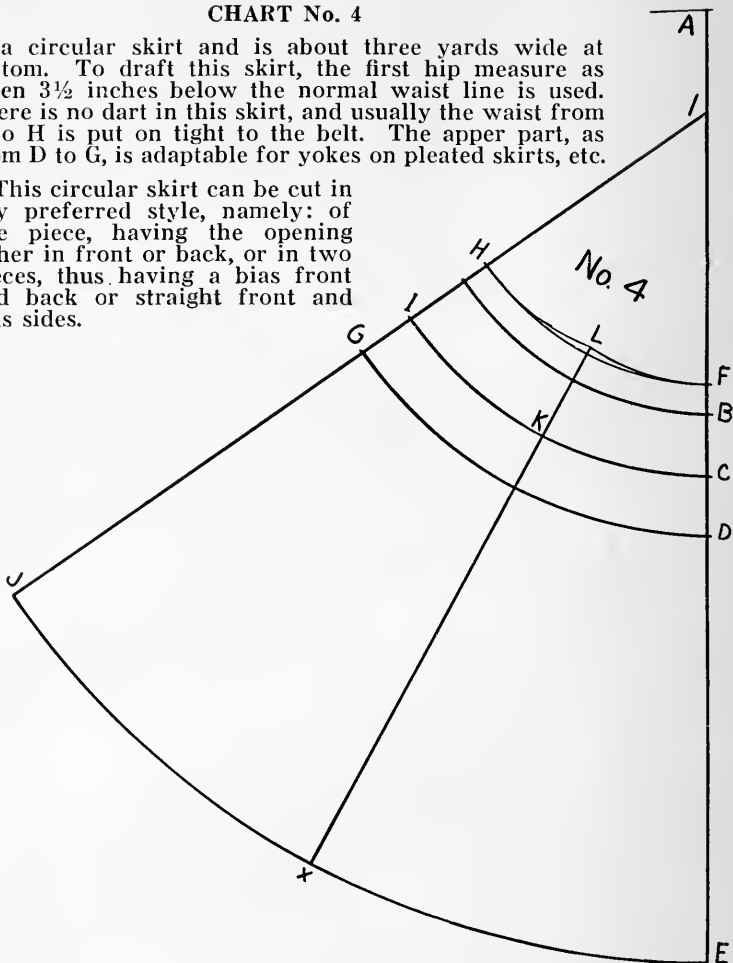 CHART No. 4
a circular skirt and is about three yards wide at
tom. To draft this skirt, the first hip measure as
en 3½ inches below the normal waist line is used.
ere is no dart in this skirt, and usually the waist from
o H is put on tight to the belt. The apper part, as
om D to G, is adaptable for yokes on pleated skirts, etc.
This circular skirt can be cut in
y preferred style, namely: of
e piece, having the opening
her in front or back, or in two
eces, thus having a bias front
d back or straight front and
as sides.
A
I
H
No. 4
I
L
G
F
B
K
C
D
J
X
E